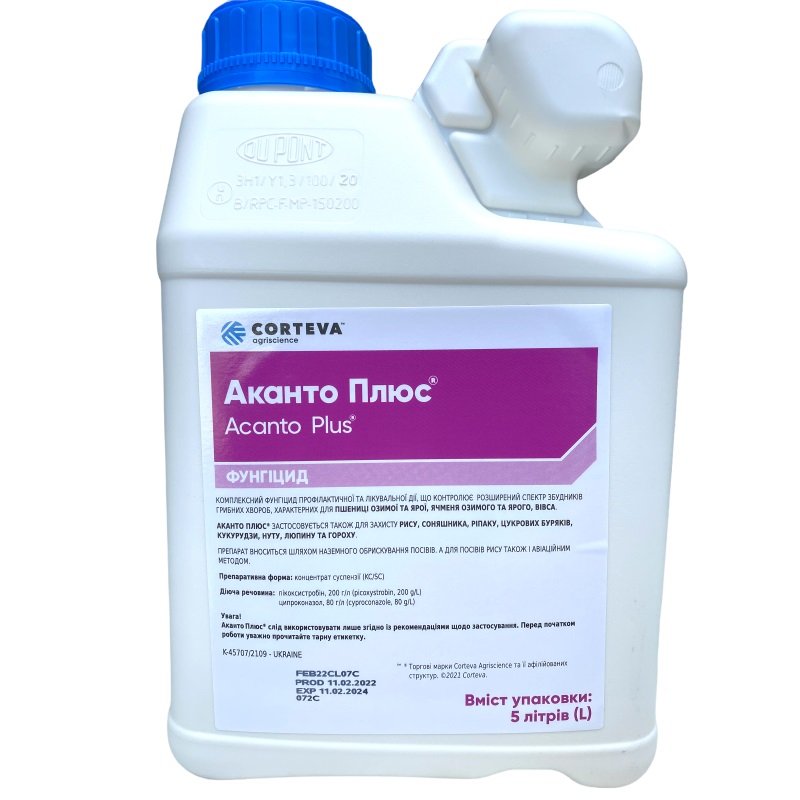 DU PONT
3H1/Y1,3/100/20
B/RPC-F-MP-150200
CORTEVA™
agriscience
Аканто Плюс®
Acanto Plus®
ФУНГІЦИД
КОМПЛЕКСНИЙ ФУНГІЦИД ПРОФІЛАКТИЧНОЇ ТА ЛІКУВАЛЬНОЇ ДІЇ, ЩО КОНТРОЛЮЄ РОЗШИРЕНИЙ СПЕКТР ЗБУДНИКІВ
ГРИБНИХ ХВОРОБ, ХАРАКТЕРНИХ ДЛЯ ПШЕНИЦІ ОЗИМОЇ ТА ЯРОЇ, ЯЧМЕНЯ ОЗИМОГО ТА ЯРОГО, ВІВСА.
АКАНТО ПЛЮС® ЗАСТОСОВУЄТЬСЯ ТАКОЖ ДЛЯ ЗАХИСТУ РИСУ, СОНЯШНИКА, РІПАКУ, ЦУКРОВИХ БУРЯКІВ,
КУКУРУДЗИ, НУТУ, ЛЮПИНУ ТА ГОРОХУ.
ПРЕПАРАТ ВНОСИТЬСЯ ШЛЯХОМ НАЗЕМНОГО ОБРИСКУВАННЯ ПОСІВІВ. А ДЛЯ ПОСІВІВ РИСУ ТАКОЖ І АВІАЦІЙНИМ
МЕТОДОМ.
Препаративна форма: концентрат суспензії (КС/SC)
Діюча речовина: пікоксистробін, 200 г/л (picoxystrobin, 200 g/L)
ципроконазол, 80 г/л (cyproconazole, 80 g/L)
Увага!
Аканто Плюс® слід використовувати лише згідно із рекомендаціями щодо застосування. Перед початком
роботи уважно прочитайте тарну етикетку.
K-45707/2109 - UKRAINE
FEB22CL07C
PROD 11.02.2022
EXP 11.02.2024
072C
™ ® Торгові марки Corteva Agriscience та її афілійованих
структур. ©2021 Corteva.
Вміст упаковки:
5 літрів (L)